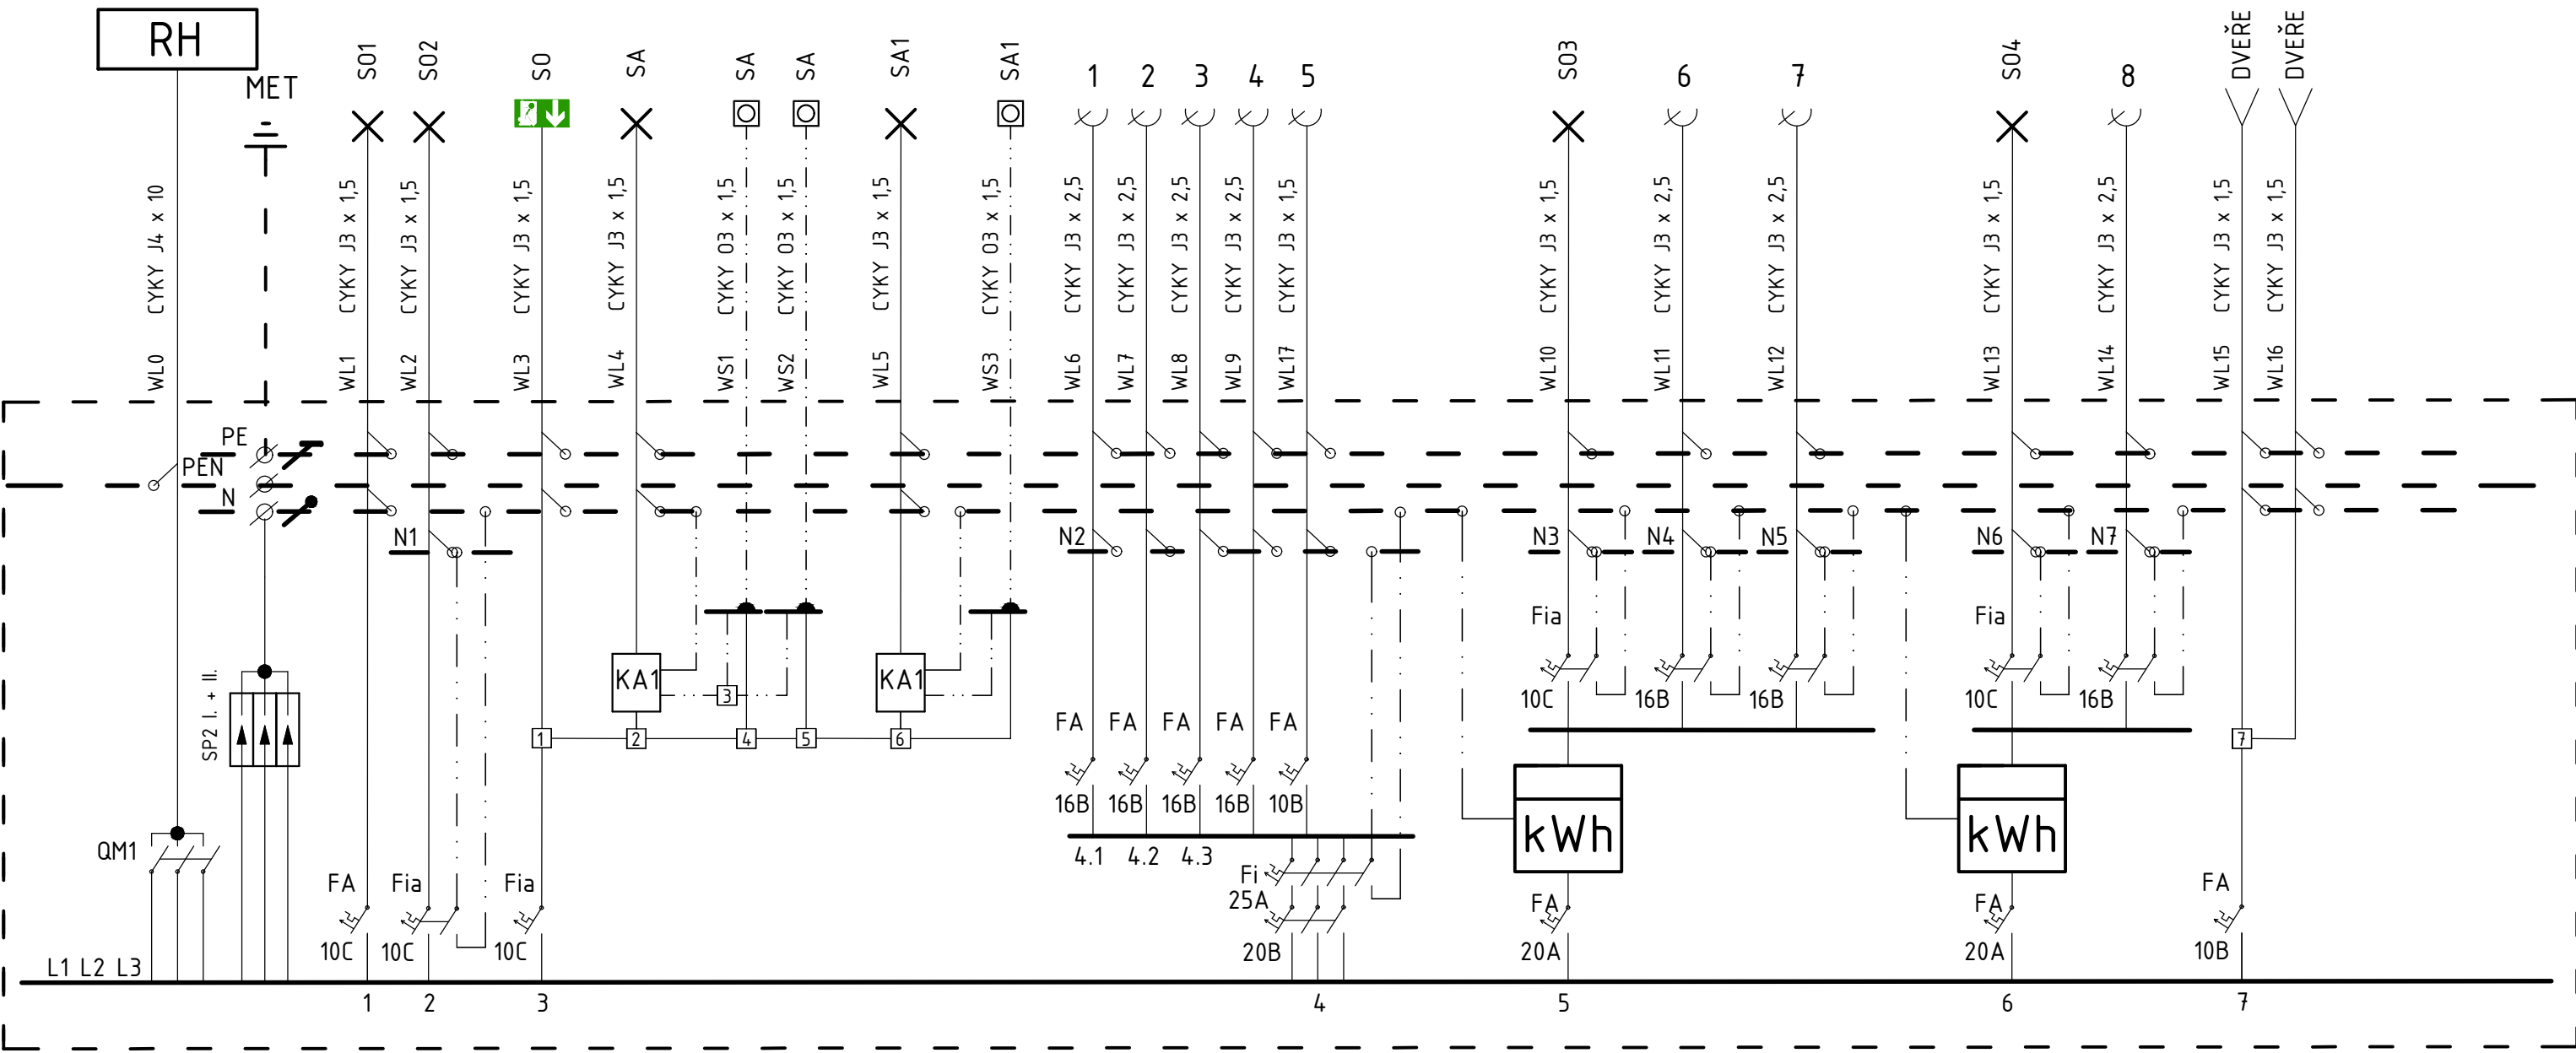 RH
MET
SO1
SO2
SO
SA
SA
SA
SA1
SA1
1
2
3
4
5
SO3
6
7
SO4
8
DVEŘE
DVEŘE
WL0 CYKY J4 x 10
WL1 CYKY J3 x 1,5
WL2 CYKY J3 x 1,5
WL3 CYKY J3 x 1,5
WL4 CYKY J3 x 1,5
WS1 CYKY O3 x 1,5
WS2 CYKY O3 x 1,5
WL5 CYKY J3 x 1,5
WS3 CYKY O3 x 1,5
WL6 CYKY J3 x 2,5
WL7 CYKY J3 x 2,5
WL8 CYKY J3 x 2,5
WL9 CYKY J3 x 2,5
WL17 CYKY J3 x 1,5
WL10 CYKY J3 x 1,5
WL11 CYKY J3 x 2,5
WL12 CYKY J3 x 2,5
WL13 CYKY J3 x 1,5
WL14 CYKY J3 x 2,5
WL15 CYKY J3 x 1,5
WL16 CYKY J3 x 1,5
PE
PEN
N
N1
N2
N3
N4
N5
N6
N7
Fia
Fia
KA1
KA1
3
10C
16B
16B
10C
16B
SP2 I. + II.
1
2
4
5
6
7
FA
FA
FA
FA
FA
16B
16B
16B
16B
10B
kWh
kWh
QM1
4.1
4.2
4.3
Fi
25A
FA
Fia
Fia
FA
FA
FA
10C
10C
10C
20B
20A
20A
10B
L1 L2 L3
1
2
3
4
5
6
7